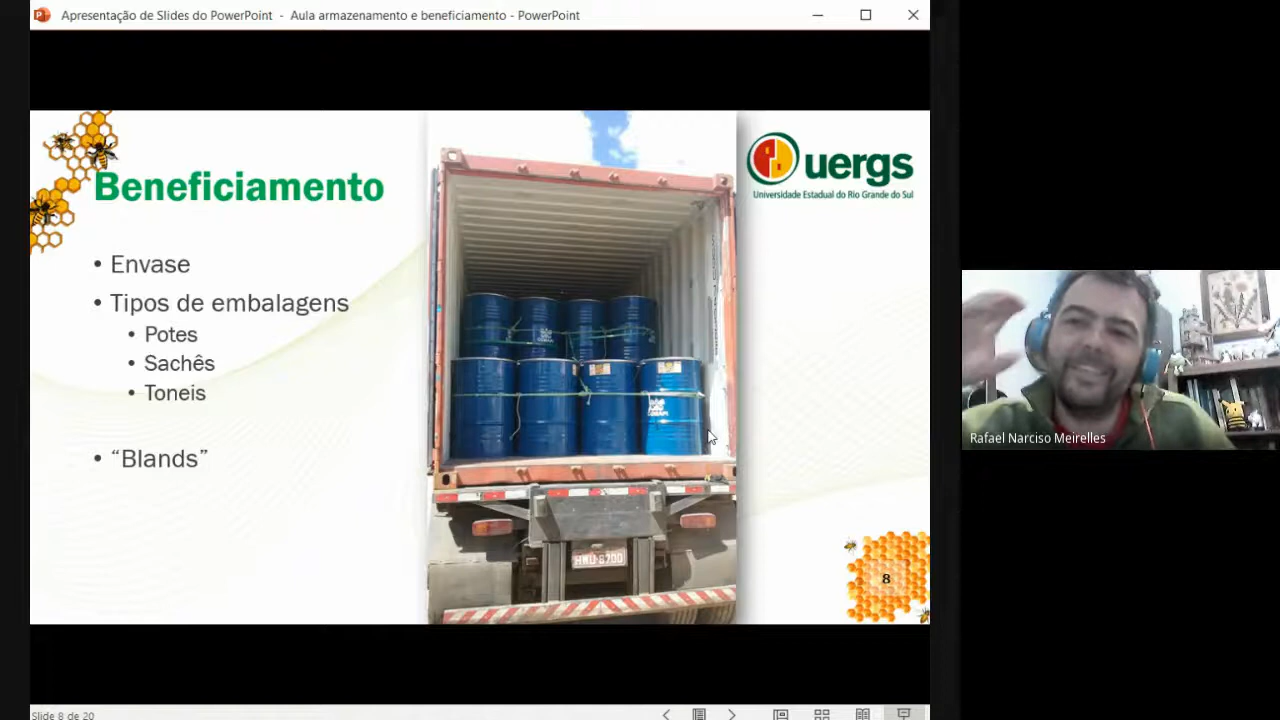 Apresentação de Slides do PowerPoint - Aula armazenamento e beneficiamento - PowerPoint
Beneficiamento
uergs
Universidade Estadual do Rio Grande do Sul
• Envase
• Tipos de embalagens
• Potes
• Sachês
• Toneis
• “Blands”
8
Rafael Narciso Meirelles
Slide 8 de 20